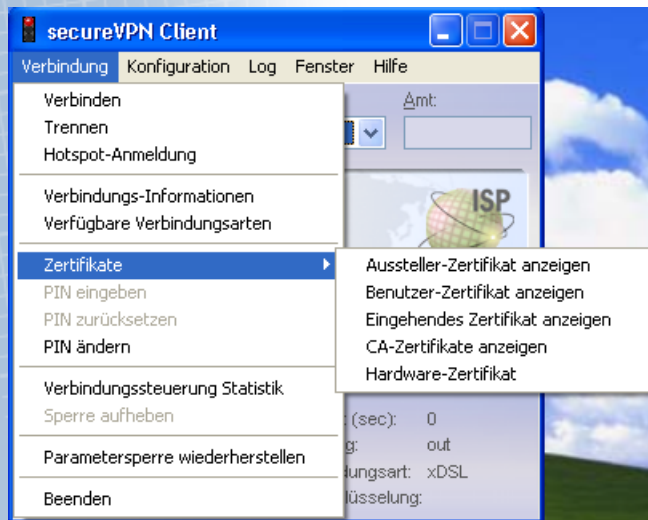 secureVPN Client
Verbindung Konfiguration Log Fenster Hilfe
Verbinden
Trennen
Hotspot-Anmeldung
Verbindungs-Informationen
Verfügbare Verbindungsarten
Zertifikate
PIN eingeben
PIN zurücksetzen
PIN ändern
Verbindungssteuerung Statistik
Sperre aufheben
Parametersperre wiederherstellen
Beenden
Amt:
ISP
Aussteller-Zertifikat anzeigen
Benutzer-Zertifikat anzeigen
Eingehendes Zertifikat anzeigen
CA-Zertifikate anzeigen
Hardware-Zertifikat
(sec): 0
g: out
dungsart: xDSL
lüsselung: